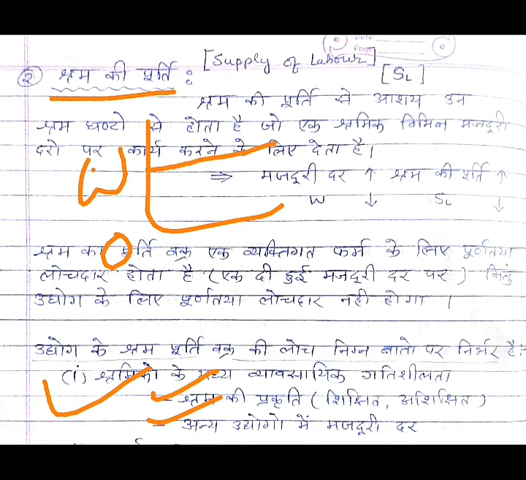 ② श्रम की पूर्ति : [Supply of Labour] [SL]
श्रम की पूर्ति से आशय उन
श्रम घण्टो से होता है जो एक श्रमिक विभिन्न मजदूरी
दरो पर कार्य करने के लिए देता है।
⇒ मजदूरी दर ↑ श्रम की पूर्ति ↑
W ↓ SL ↓
श्रम का पूर्ति वक्र एक व्यक्तिगत फर्म के लिए पूर्णतया
लोचदार होता है (एक दी हुई मजदूरी दर पर) किंतु
उद्योग के लिए पूर्णतया लोचदार नही होगा ।
उद्योग के श्रम पूर्ति वक्र की लोच निम्न बातो पर निर्भर है:-
(i) श्रमिको के मध्य व्यावसायिक गतिशीलता
- श्रम की प्रकृति (शिक्षित, अशिक्षित)
- अन्य उद्योगो में मजदूरी दर